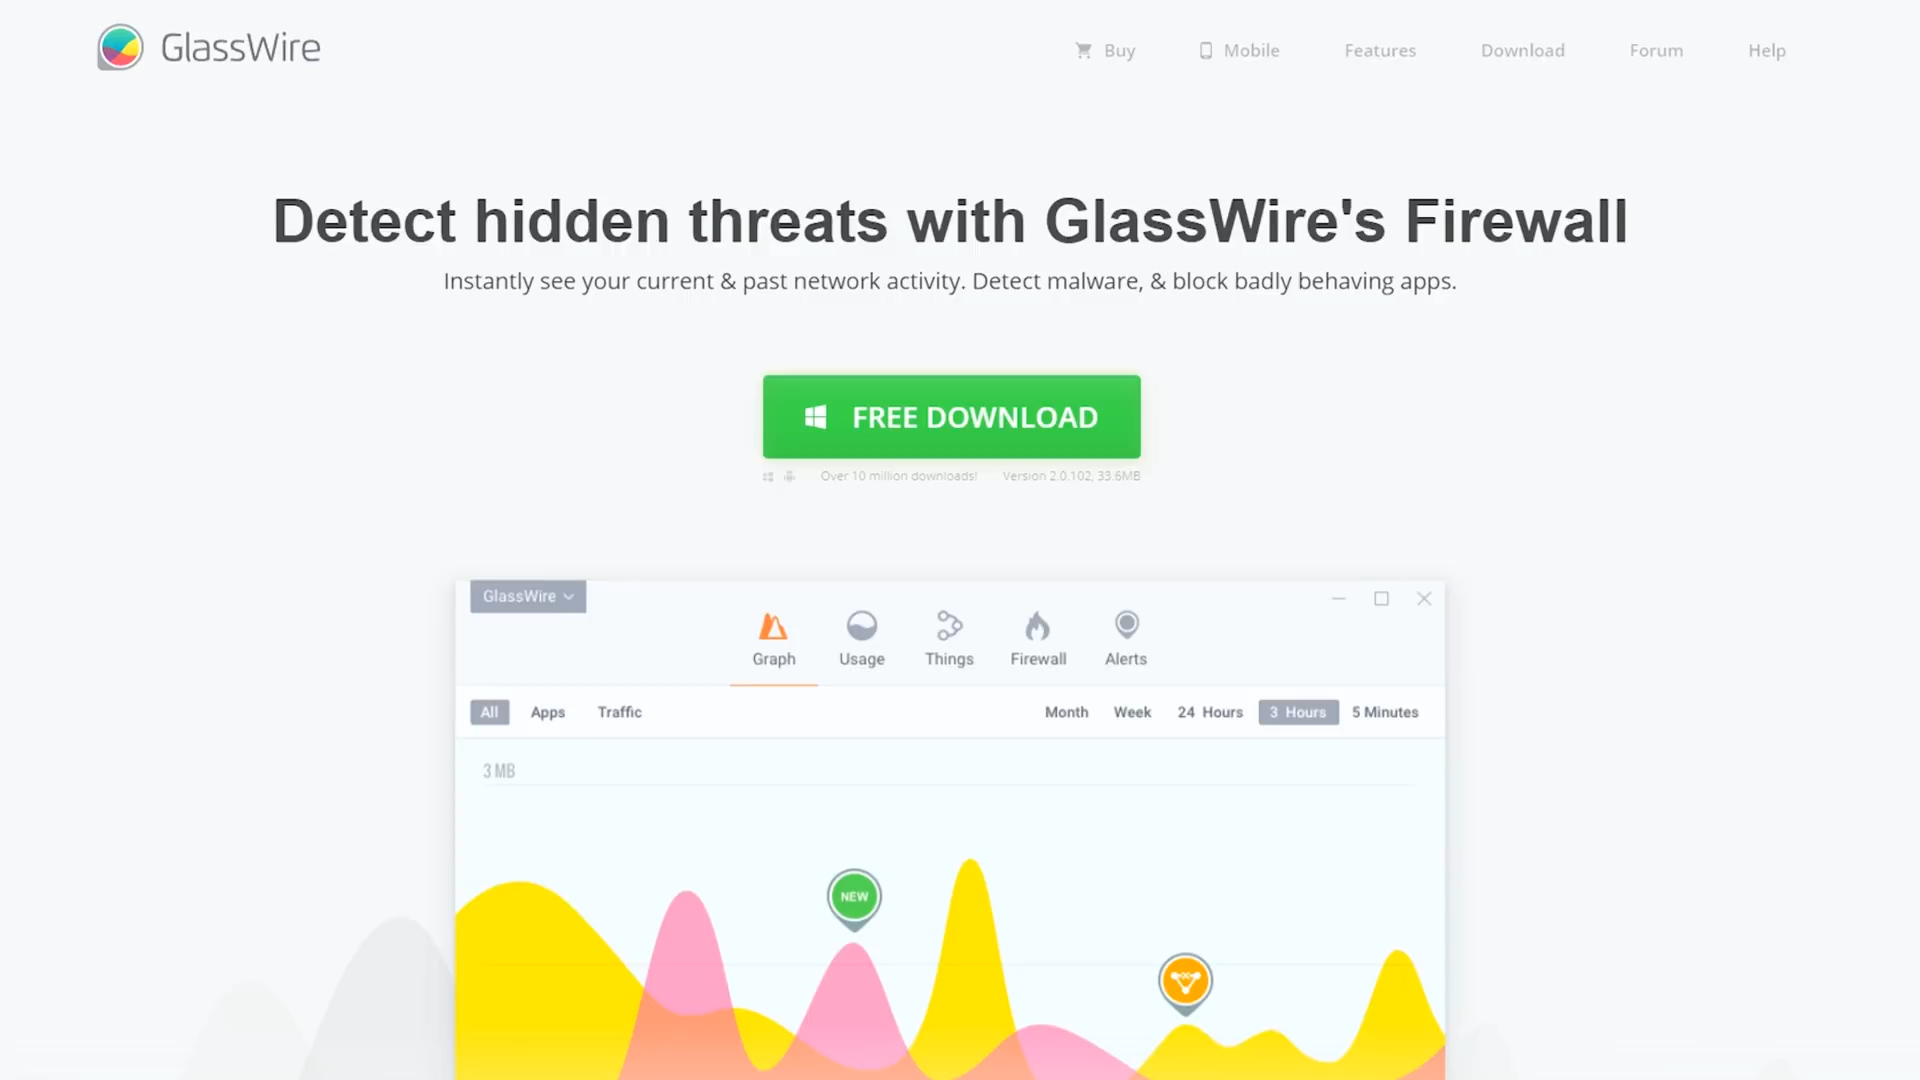 GlassWire
Buy
Mobile
Features
Download
Forum
Help
Detect hidden threats with GlassWire's Firewall
Instantly see your current & past network activity. Detect malware, & block badly behaving apps.
FREE DOWNLOAD
Over 10 million downloads! Version 2.0.102, 33.6MB
GlassWire
Graph
Usage
Things
Firewall
Alerts
All
Apps
Traffic
Month
Week
24 Hours
3 Hours
5 Minutes
3 MB
NEW